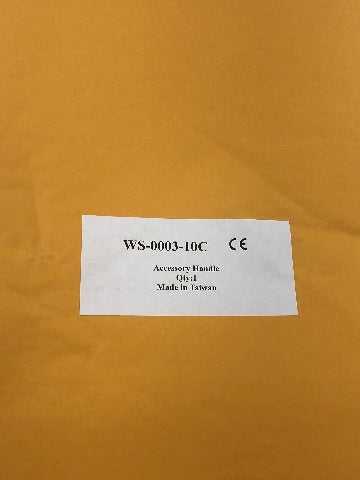 WS-0003-10C CE
Accessory Handle
Qty:1
Made in Taiwan